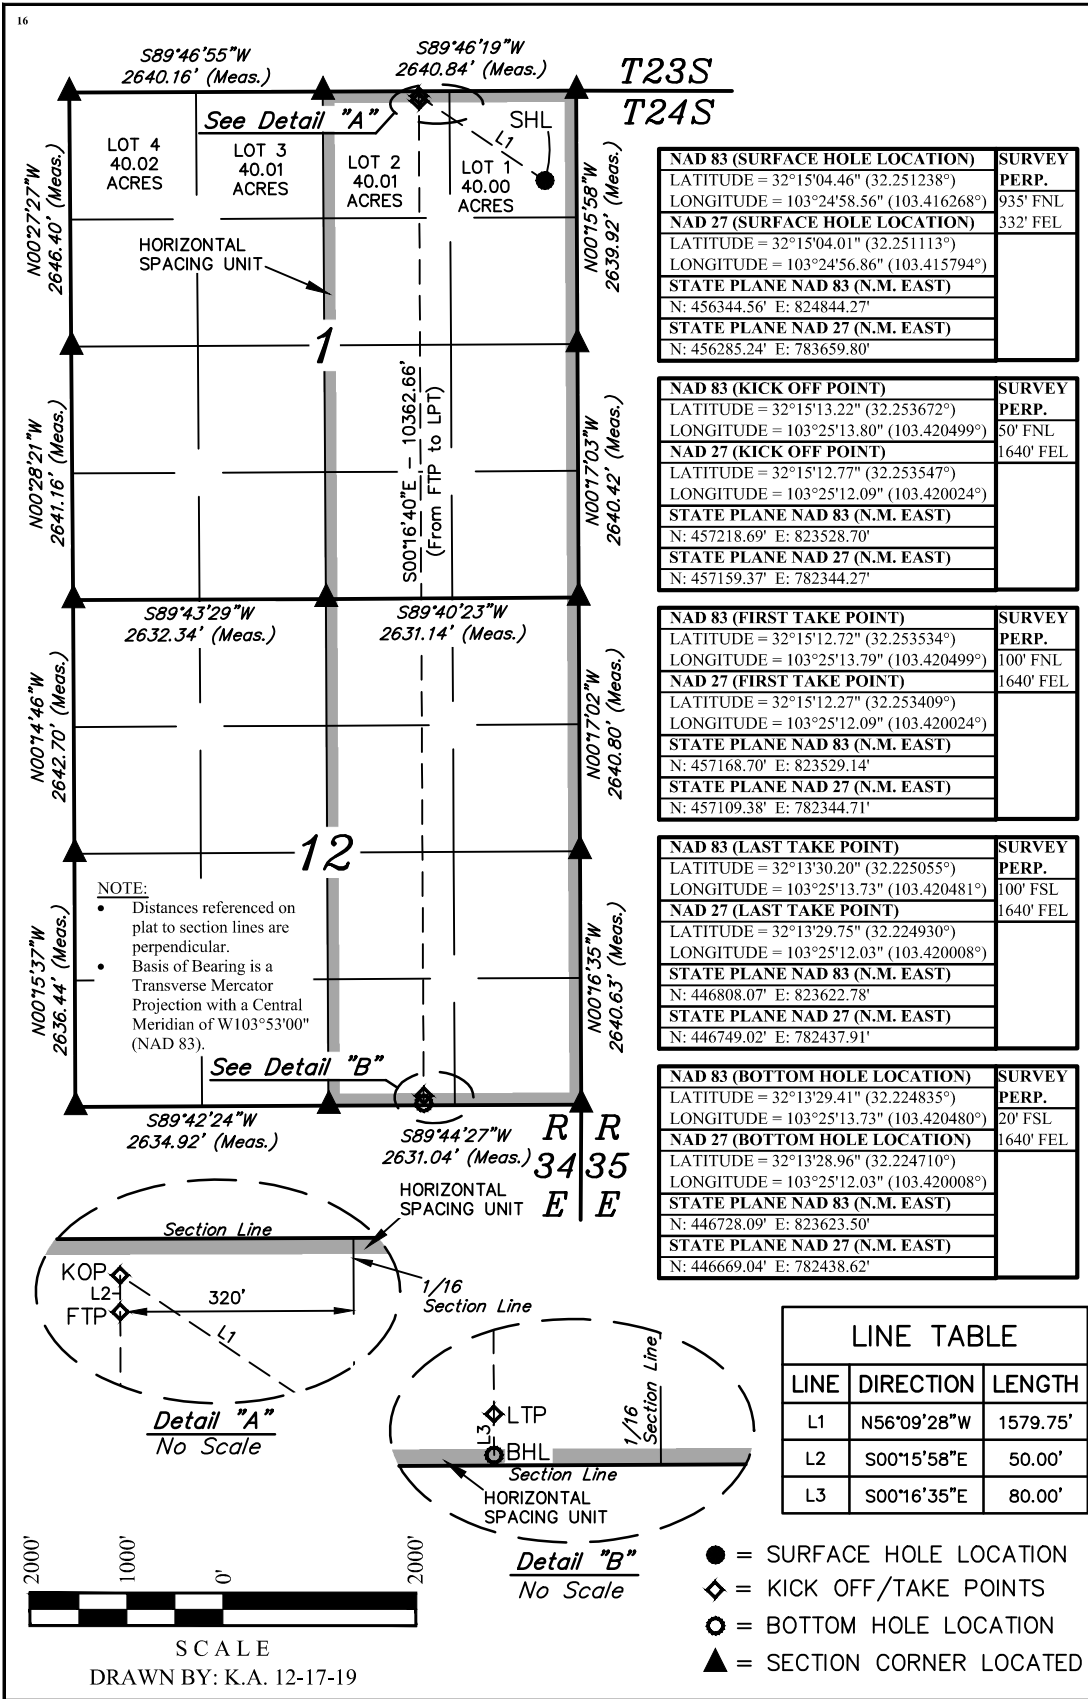 16
S89°46'55"W
2640.16' (Meas.)
S89°46'19"W
2640.84' (Meas.)
T23S
T24S
See Detail "A"
SHL
L1
LOT 4
40.02
ACRES
LOT 3
40.01
ACRES
LOT 2
40.01
ACRES
LOT 1
40.00
ACRES
N00°27'27"W
2646.40' (Meas.)
N00°15'58"W
2639.92' (Meas.)
HORIZONTAL
SPACING UNIT
1
N00°28'21"W
2641.16' (Meas.)
S00°16'40"E – 10362.66'
(From FTP to LPT)
N00°17'03"W
2640.42' (Meas.)
S89°43'29"W
2632.34' (Meas.)
S89°40'23"W
2631.14' (Meas.)
N00°14'46"W
2642.70' (Meas.)
N00°17'02"W
2640.80' (Meas.)
12
NOTE:
• Distances referenced on
plat to section lines are
perpendicular.
• Basis of Bearing is a
Transverse Mercator
Projection with a Central
Meridian of W103°53'00"
(NAD 83).
N00°15'37"W
2636.44' (Meas.)
N00°16'35"W
2640.63' (Meas.)
See Detail "B"
S89°42'24"W
2634.92' (Meas.)
S89°44'27"W
2631.04' (Meas.)
R R
34 35
E E
NAD 83 (SURFACE HOLE LOCATION) SURVEY
LATITUDE = 32°15'04.46" (32.251238°) PERP.
LONGITUDE = 103°24'58.56" (103.416268°) 935' FNL
NAD 27 (SURFACE HOLE LOCATION) 332' FEL
LATITUDE = 32°15'04.01" (32.251113°)
LONGITUDE = 103°24'56.86" (103.415794°)
STATE PLANE NAD 83 (N.M. EAST)
N: 456344.56' E: 824844.27'
STATE PLANE NAD 27 (N.M. EAST)
N: 456285.24' E: 783659.80'
NAD 83 (KICK OFF POINT) SURVEY
LATITUDE = 32°15'13.22" (32.253672°) PERP.
LONGITUDE = 103°25'13.80" (103.420499°) 50' FNL
NAD 27 (KICK OFF POINT) 1640' FEL
LATITUDE = 32°15'12.77" (32.253547°)
LONGITUDE = 103°25'12.09" (103.420024°)
STATE PLANE NAD 83 (N.M. EAST)
N: 457218.69' E: 823528.70'
STATE PLANE NAD 27 (N.M. EAST)
N: 457159.37' E: 782344.27'
NAD 83 (FIRST TAKE POINT) SURVEY
LATITUDE = 32°15'12.72" (32.253534°) PERP.
LONGITUDE = 103°25'13.79" (103.420499°) 100' FNL
NAD 27 (FIRST TAKE POINT) 1640' FEL
LATITUDE = 32°15'12.27" (32.253409°)
LONGITUDE = 103°25'12.09" (103.420024°)
STATE PLANE NAD 83 (N.M. EAST)
N: 457168.70' E: 823529.14'
STATE PLANE NAD 27 (N.M. EAST)
N: 457109.38' E: 782344.71'
NAD 83 (LAST TAKE POINT) SURVEY
LATITUDE = 32°13'30.20" (32.225055°) PERP.
LONGITUDE = 103°25'13.73" (103.420481°) 100' FSL
NAD 27 (LAST TAKE POINT) 1640' FEL
LATITUDE = 32°13'29.75" (32.224930°)
LONGITUDE = 103°25'12.03" (103.420008°)
STATE PLANE NAD 83 (N.M. EAST)
N: 446808.07' E: 823622.78'
STATE PLANE NAD 27 (N.M. EAST)
N: 446749.02' E: 782437.91'
NAD 83 (BOTTOM HOLE LOCATION) SURVEY
LATITUDE = 32°13'29.41" (32.224835°) PERP.
LONGITUDE = 103°25'13.73" (103.420480°) 20' FSL
NAD 27 (BOTTOM HOLE LOCATION) 1640' FEL
LATITUDE = 32°13'28.96" (32.224710°)
LONGITUDE = 103°25'12.03" (103.420008°)
STATE PLANE NAD 83 (N.M. EAST)
N: 446728.09' E: 823623.50'
STATE PLANE NAD 27 (N.M. EAST)
N: 446669.04' E: 782438.62'
Section Line
HORIZONTAL
SPACING UNIT
KOP
L2
FTP
320'
L1
1/16
Section Line
Detail "A"
No Scale
1/16
Section Line
LTP
L3
BHL
Section Line
HORIZONTAL
SPACING UNIT
Detail "B"
No Scale
LINE TABLE
LINE DIRECTION LENGTH
L1 N56°09'28"W 1579.75'
L2 S00°15'58"E 50.00'
L3 S00°16'35"E 80.00'
2000' 1000' 0' 2000'
SCALE
DRAWN BY: K.A. 12-17-19
= SURFACE HOLE LOCATION
= KICK OFF/TAKE POINTS
= BOTTOM HOLE LOCATION
= SECTION CORNER LOCATED